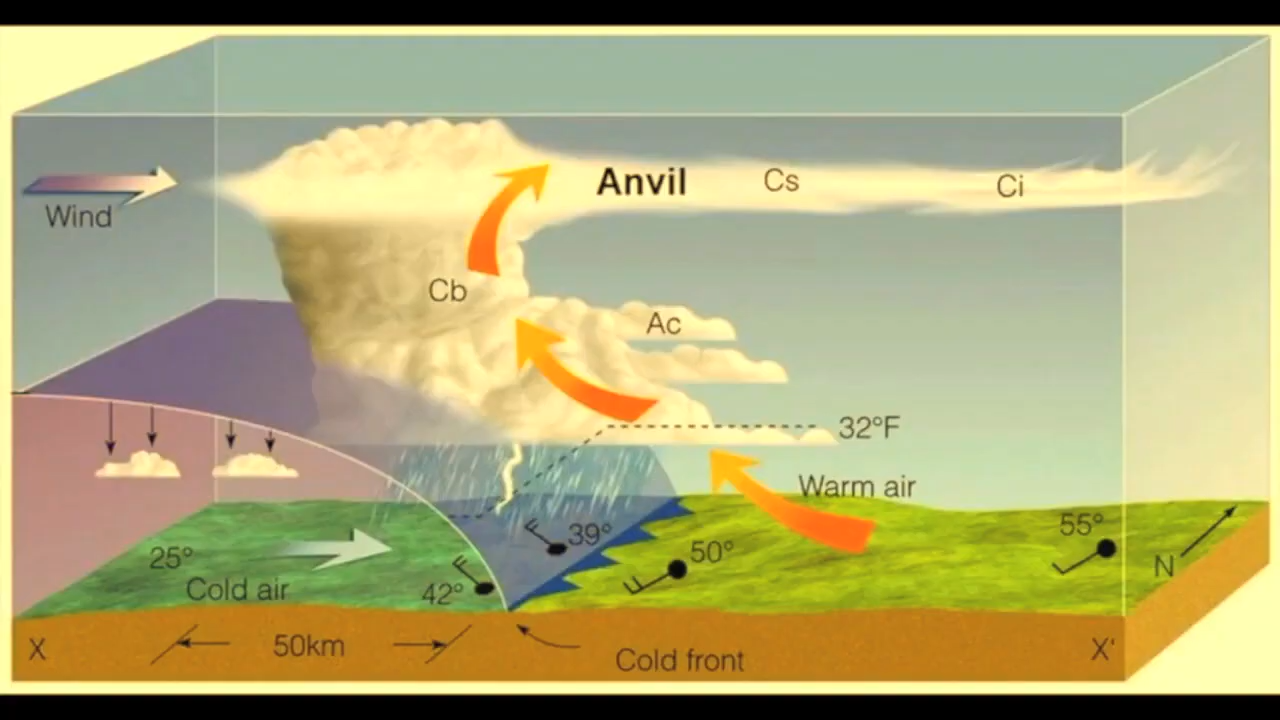 Wind
Anvil
Cs
Ci
Cb
Ac
32°F
Warm air
25°
Cold air
42°
39°
50°
55°
N
X
50km
Cold front
X'